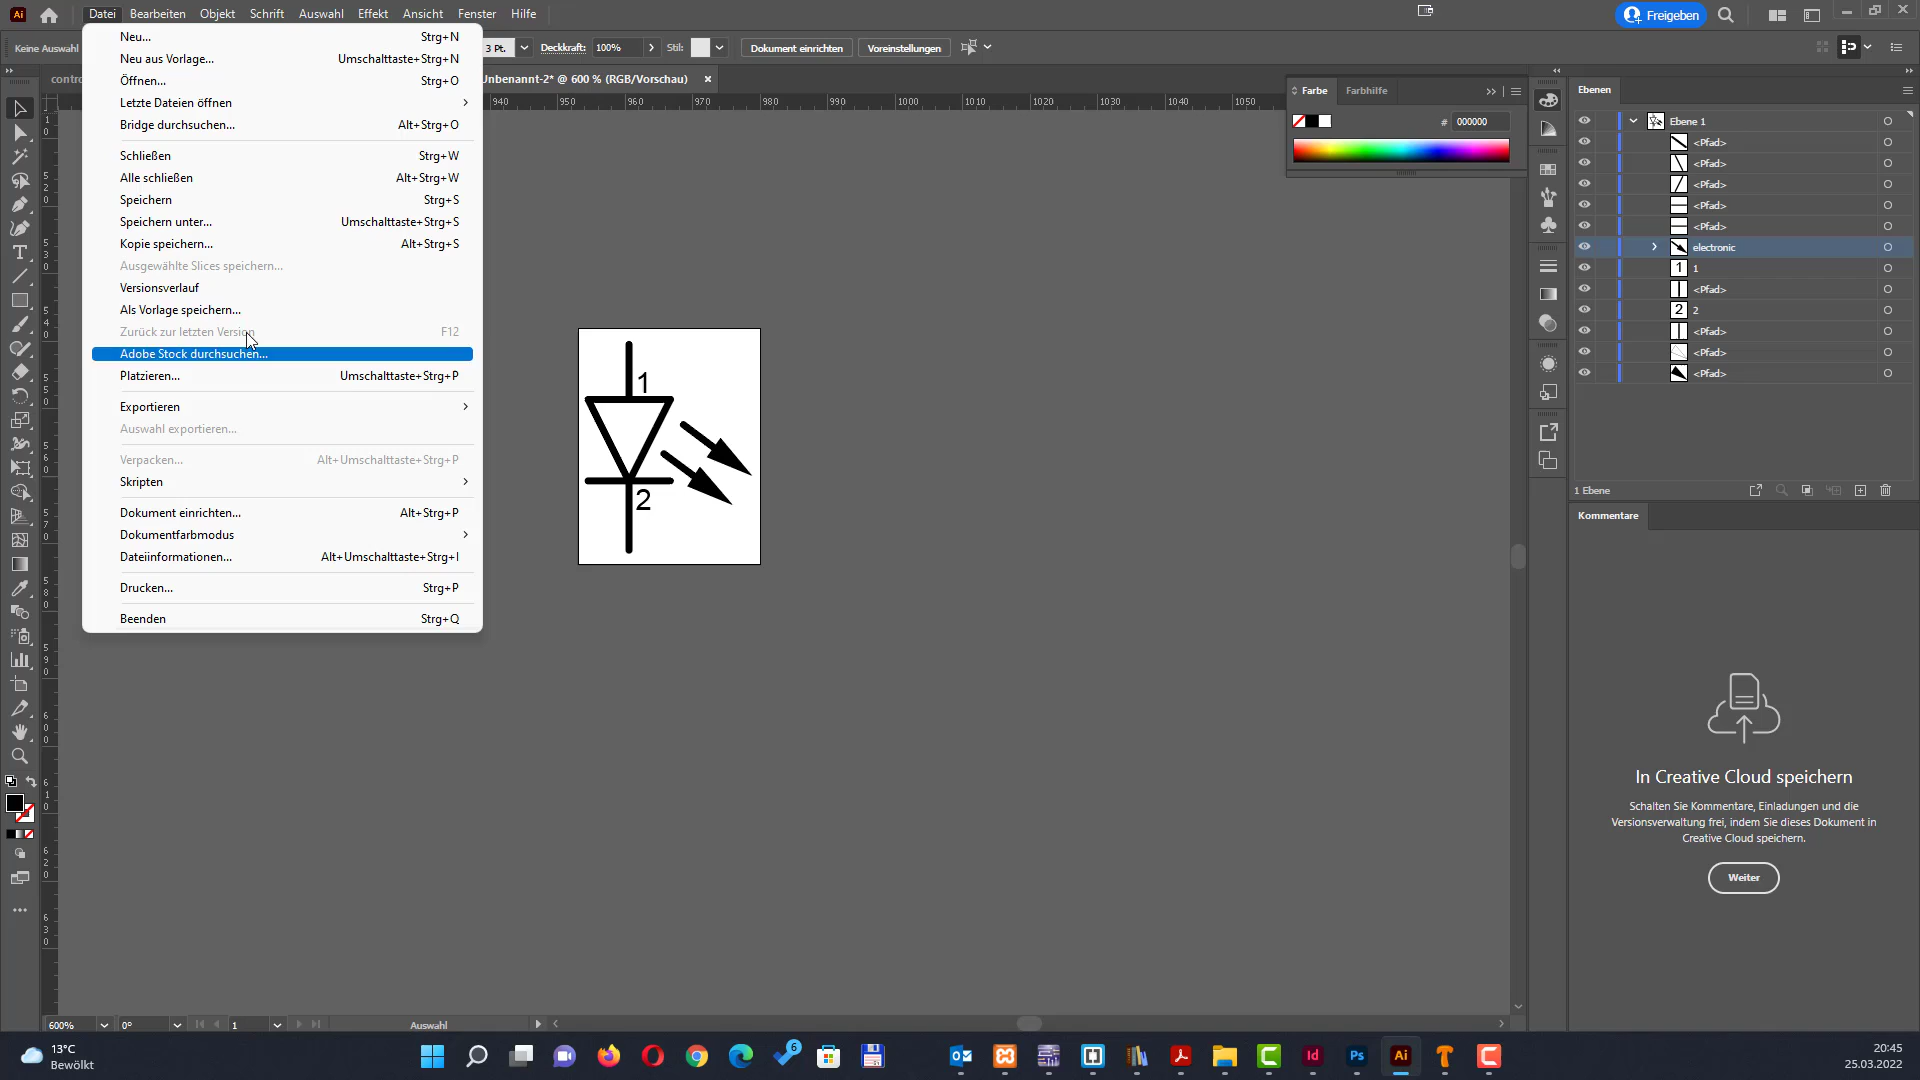 Ai Datei Bearbeiten Objekt Schrift Auswahl Effekt Ansicht Fenster Hilfe Freigeben
Keine Auswahl 3 Pt. Deckkraft: 100% Stil: Dokument einrichten Voreinstellungen
Unbenannt-2* @ 600 % (RGB/Vorschau) ×
940 950 960 970 980 990 1000 1010 1020 1030 1040 1050
Neu... Strg+N
Neu aus Vorlage... Umschalttaste+Strg+N
Öffnen... Strg+O
Letzte Dateien öffnen
Bridge durchsuchen... Alt+Strg+O
Schließen Strg+W
Alle schließen Alt+Strg+W
Speichern Strg+S
Speichern unter... Umschalttaste+Strg+S
Kopie speichern... Alt+Strg+S
Ausgewählte Slices speichern...
Versionsverlauf
Als Vorlage speichern...
Zurück zur letzten Version F12
Adobe Stock durchsuchen...
Platzieren... Umschalttaste+Strg+P
Exportieren
Auswahl exportieren...
Verpacken... Alt+Umschalttaste+Strg+P
Skripten
Dokument einrichten... Alt+Strg+P
Dokumentfarbmodus
Dateiinformationen... Alt+Umschalttaste+Strg+I
Drucken... Strg+P
Beenden Strg+Q
1
2
Farbe Farbhilfe
# 000000
Ebenen
Ebene 1
<Pfad>
<Pfad>
<Pfad>
<Pfad>
<Pfad>
electronic
1 1
<Pfad>
2 2
<Pfad>
<Pfad>
<Pfad>
1 Ebene
Kommentare
In Creative Cloud speichern
Schalten Sie Kommentare, Einladungen und die
Versionsverwaltung frei, indem Sie dieses Dokument in
Creative Cloud speichern.
Weiter
600% 0° 1 Auswahl
13°C
Bewölkt
6
Id Ps Ai
20:45
25.03.2022